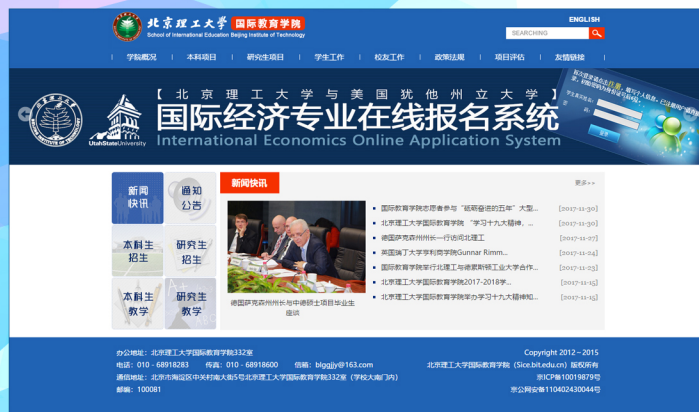 北京理工大学 国际教育学院
School of International Education Beijing Institute of Technology
ENGLISH
SEARCHING
学院概况 本科项目 研究生项目 学生工作 校友工作 政策法规 项目评估 友情链接
【北京理工大学与美国犹他州立大学】
国际经济专业在线报名系统
International Economics Online Application System
UtahStateUniversity
新闻快讯
通知公告
本科生招生
研究生招生
本科生教学
研究生教学
新闻快讯 更多>>
德国萨克森州州长与中德硕士项目毕业生座谈
国际教育学院志愿者参与“砥砺奋进的五年”大型... [2017-11-30]
北京理工大学国际教育学院 “学习十九大精神，... [2017-11-30]
德国萨克森州州长一行访问北理工 [2017-11-27]
英国瑞丁大学亨利商学院Gunnar Rimm... [2017-11-24]
国际教育学院举行北理工与德累斯顿工业大学合作... [2017-11-23]
北京理工大学国际教育学院2017-2018学... [2017-11-15]
北京理工大学国际教育学院举办学习十九大精神知... [2017-11-15]
办公地址：北京理工大学国际教育学院332室
电话：010 - 68918283 传真：010 - 68918600 信箱：blggjjy@163.com
通信地址：北京市海淀区中关村南大街5号北京理工大学国际教育学院332室（学校大南门内）
邮编：100081
Copyright 2012 – 2015
北京理工大学国际教育学院（Sice.bit.edu.cn）版权所有
京ICP备10019879号
京公网安备110402430044号